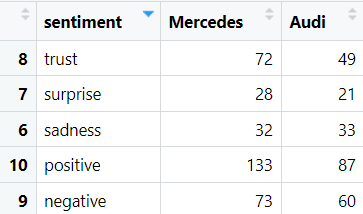 sentiment Mercedes Audi
8 trust 72 49
7 surprise 28 21
6 sadness 32 33
10 positive 133 87
9 negative 73 60